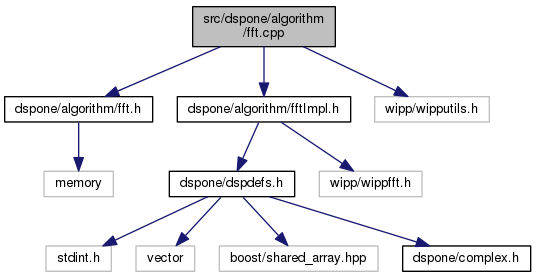 src/dspone/algorithm
/fft.cpp
dspone/algorithm/fft.h
dspone/algorithm/fftImpl.h
wipp/wipputils.h
memory
dspone/dspdefs.h
wipp/wippfft.h
stdint.h
vector
boost/shared_array.hpp
dspone/complex.h